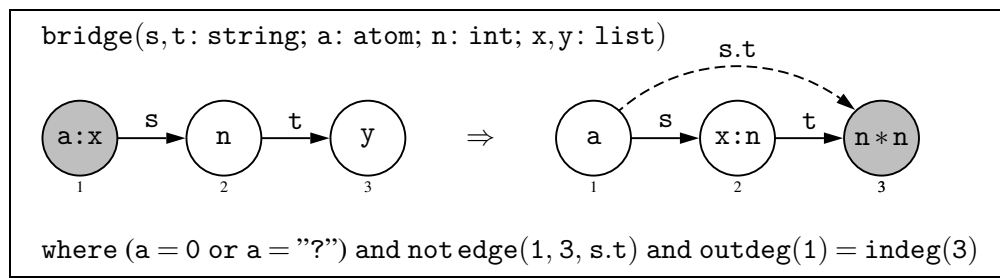 bridge(s,t: string; a: atom; n: int; x,y: list)
s.t
a:x s n t y ⇒ a s x:n t n∗n
1 2 3 1 2 3
where (a = 0 or a = ”?”) and not edge(1, 3, s.t) and outdeg(1) = indeg(3)